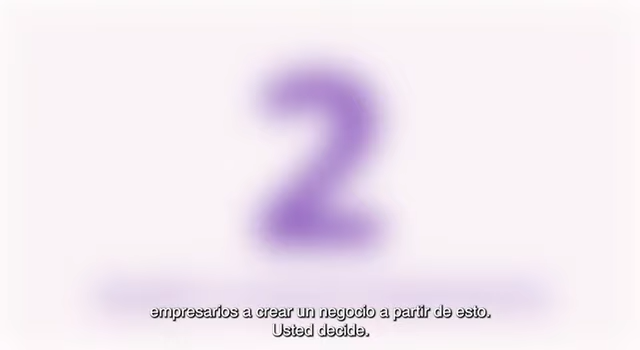 2
empresarios a crear un negocio a partir de esto.
Usted decide.